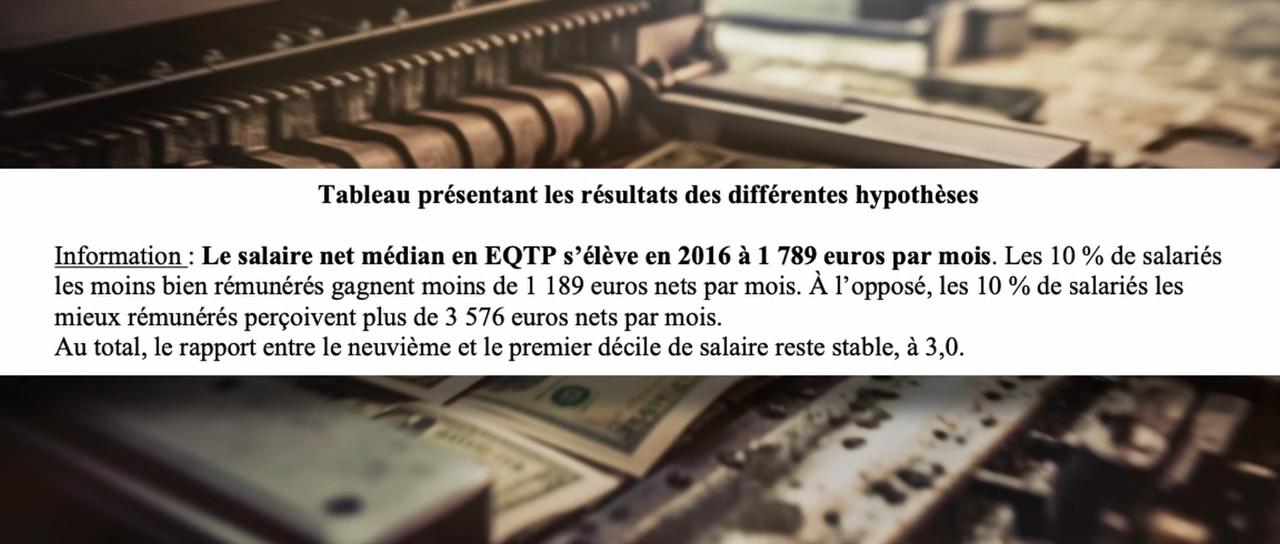 Tableau présentant les résultats des différentes hypothèses
Information : Le salaire net médian en EQTP s’élève en 2016 à 1 789 euros par mois. Les 10 % de salariés
les moins bien rémunérés gagnent moins de 1 189 euros nets par mois. À l’opposé, les 10 % de salariés les
mieux rémunérés perçoivent plus de 3 576 euros nets par mois.
Au total, le rapport entre le neuvième et le premier décile de salaire reste stable, à 3,0.